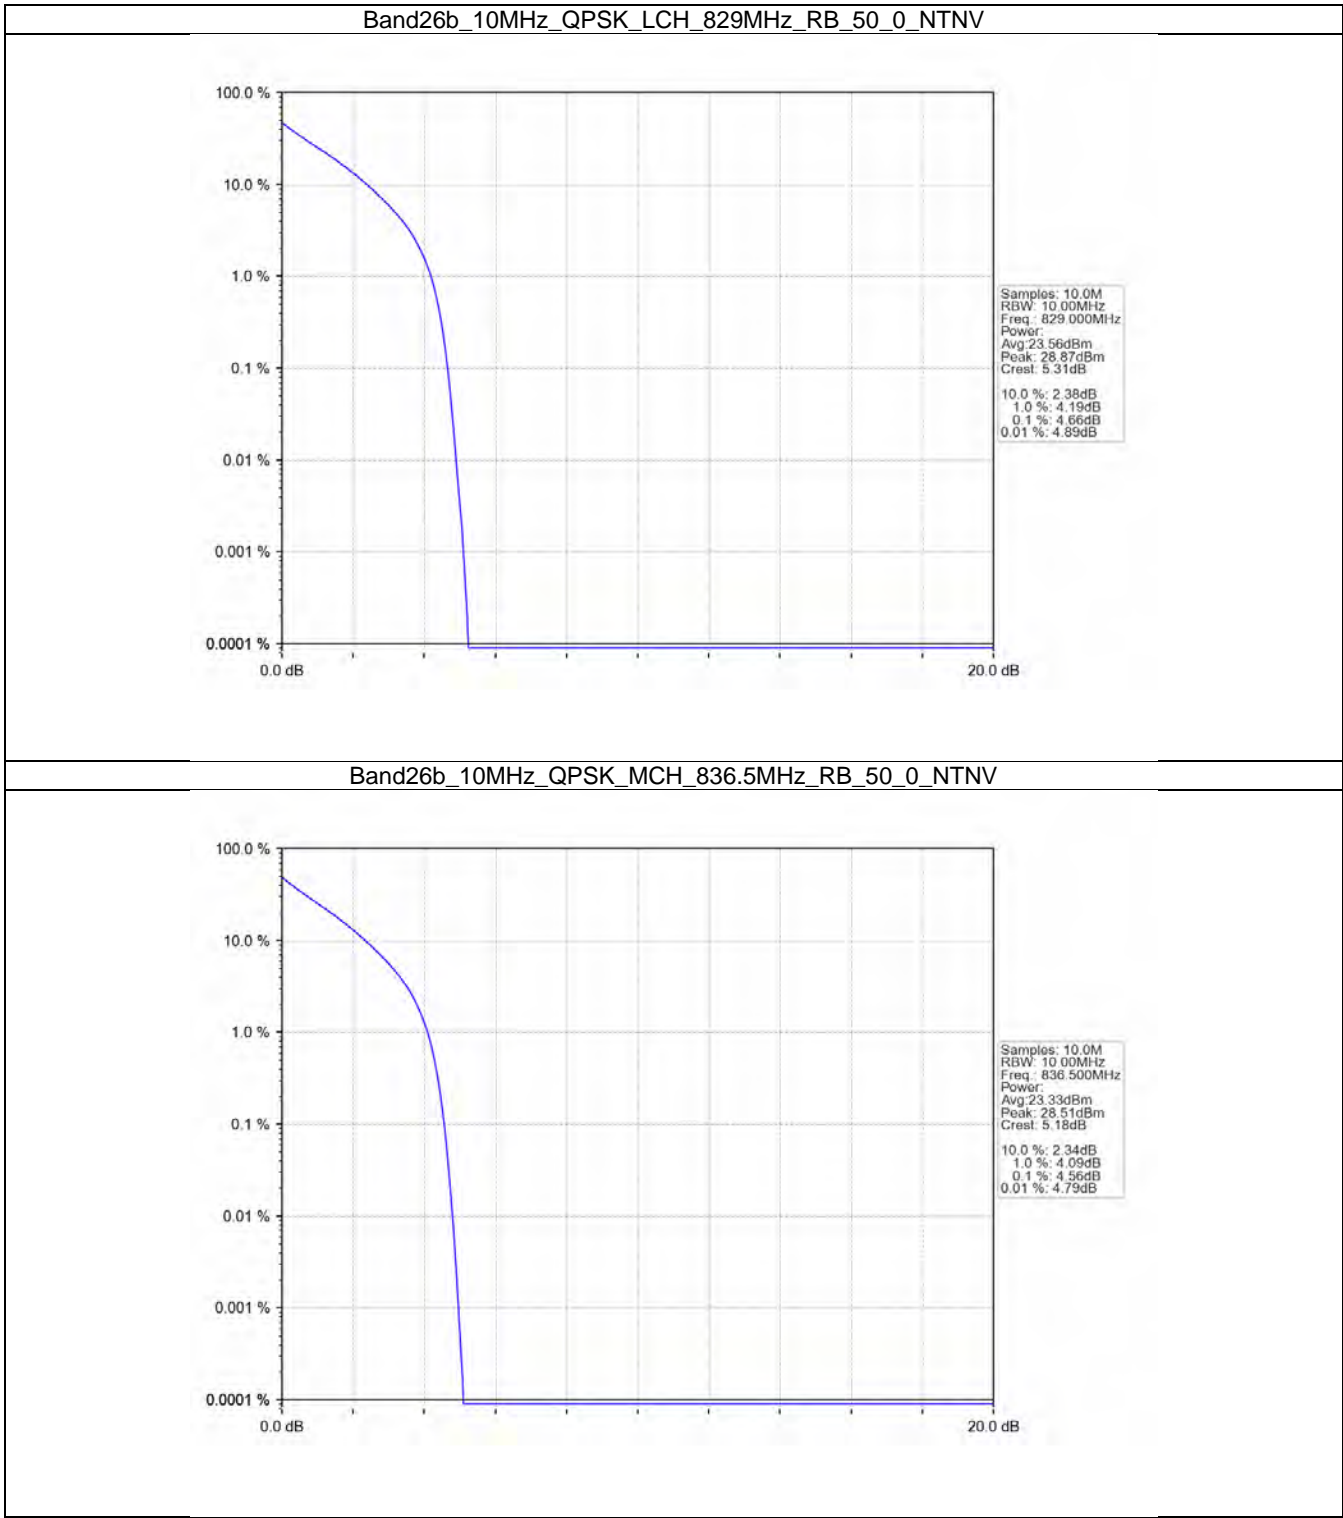 Band26b_10MHz_QPSK_LCH_829MHz_RB_50_0_NTNV
100.0 %
10.0 %
1.0 %
0.1 %
0.01 %
0.001 %
0.0001 %
0.0 dB
20.0 dB
Samples: 10.0M
RBW: 10.00MHz
Freq.: 829.000MHz
Power:
Avg:23.56dBm
Peak: 28.87dBm
Crest: 5.31dB
10.0 %: 2.38dB
1.0 %: 4.19dB
0.1 %: 4.66dB
0.01 %: 4.89dB
Band26b_10MHz_QPSK_MCH_836.5MHz_RB_50_0_NTNV
100.0 %
10.0 %
1.0 %
0.1 %
0.01 %
0.001 %
0.0001 %
0.0 dB
20.0 dB
Samples: 10.0M
RBW: 10.00MHz
Freq.: 836.500MHz
Power:
Avg:23.33dBm
Peak: 28.51dBm
Crest: 5.18dB
10.0 %: 2.34dB
1.0 %: 4.09dB
0.1 %: 4.56dB
0.01 %: 4.79dB